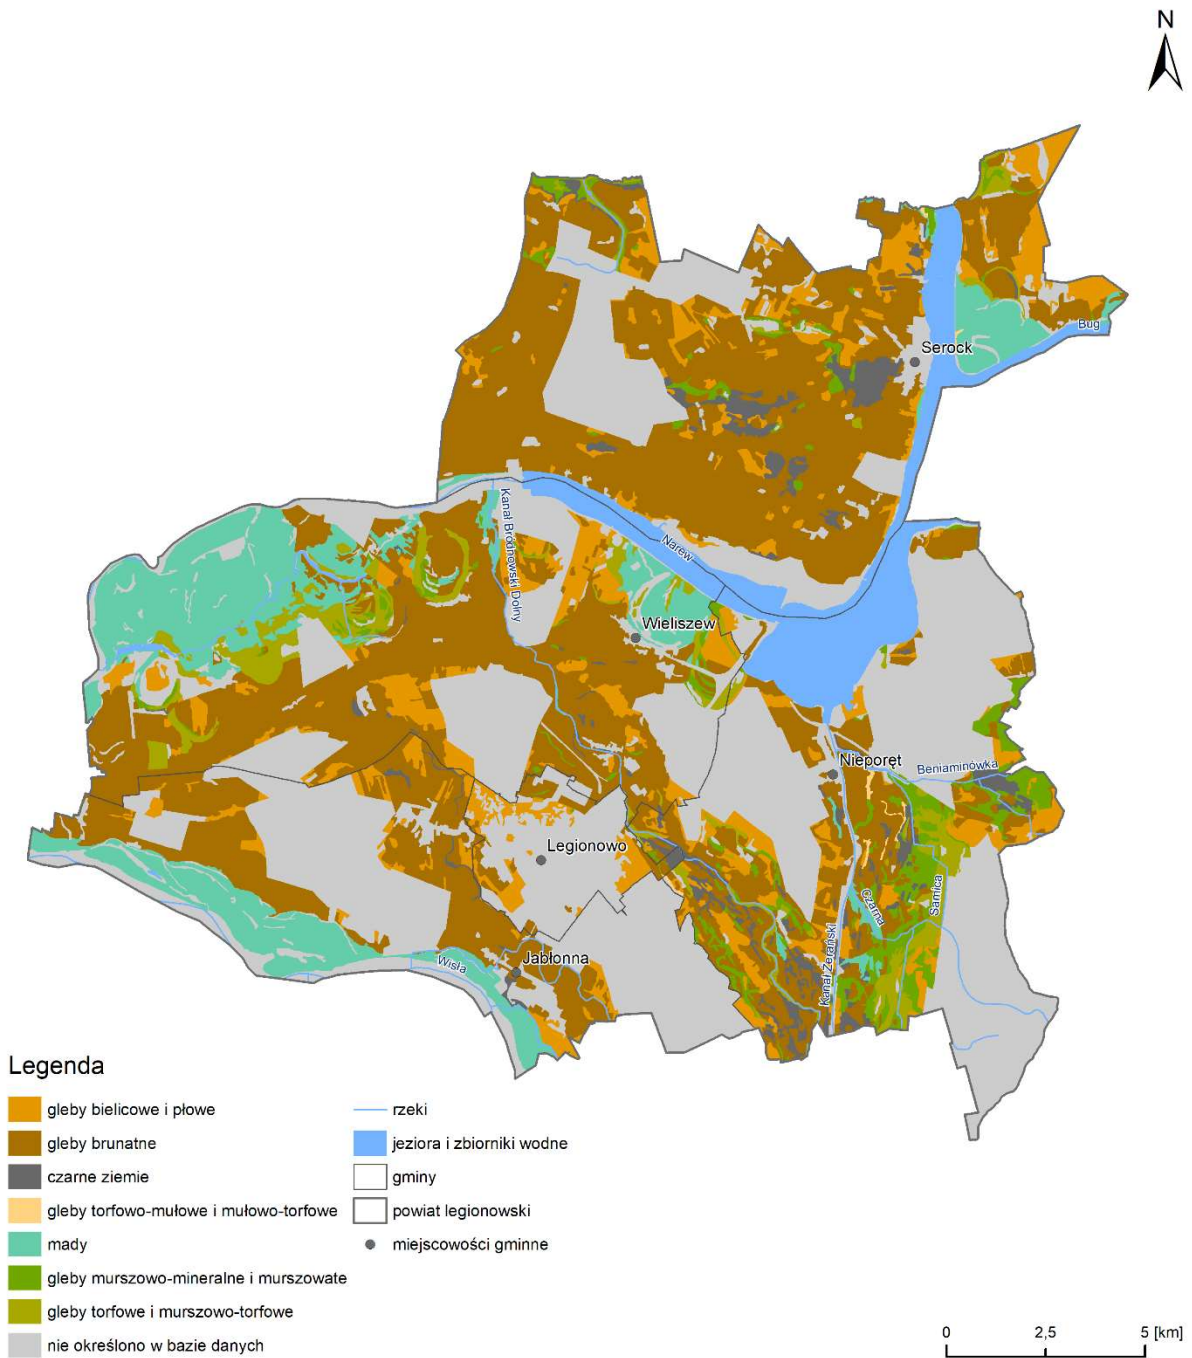 N
Bug
Serock
Kanał Bródnowski Dolny
Narew
Wieliszew
Nieporęt
Beniaminówka
Legionowo
Samica
Czarna
Kanał Żerański
Jabłonna
Wisła
Legenda
gleby bielicowe i płowe
gleby brunatne
czarne ziemie
gleby torfowo-mułowe i mułowo-torfowe
mady
gleby murszowo-mineralne i murszowate
gleby torfowe i murszowo-torfowe
nie określono w bazie danych
rzeki
jeziora i zbiorniki wodne
gminy
powiat legionowski
miejscowości gminne
0 2,5 5 [km]